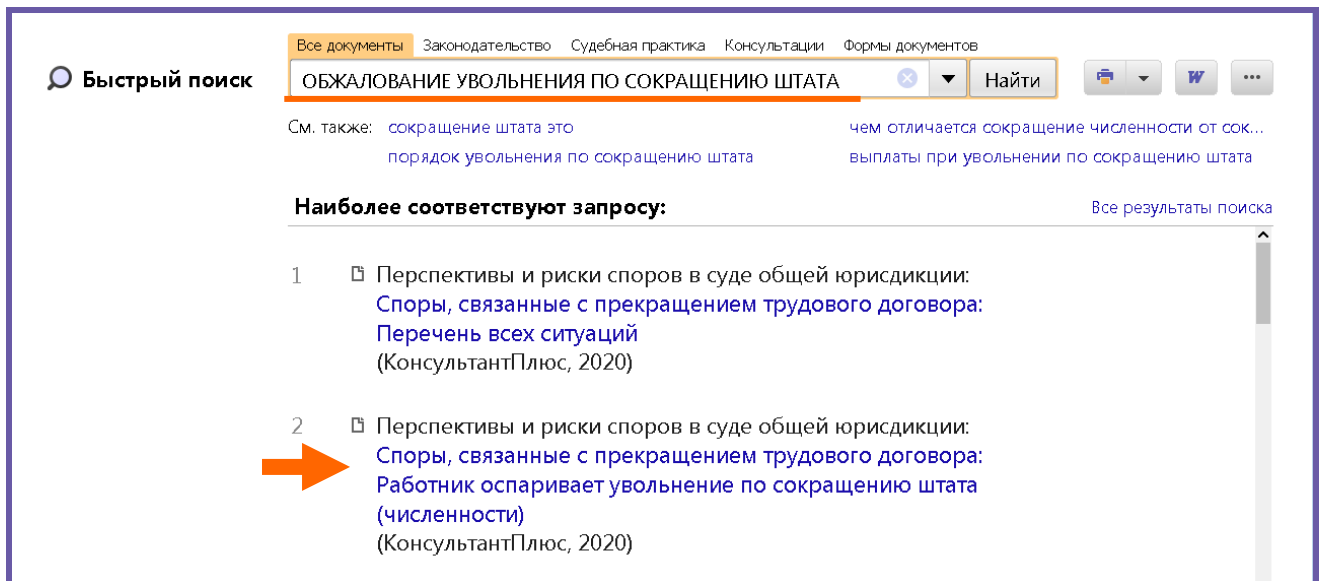 Все документы Законодательство Судебная практика Консультации Формы документов
Быстрый поиск ОБЖАЛОВАНИЕ УВОЛЬНЕНИЯ ПО СОКРАЩЕНИЮ ШТАТА Найти W ...
См. также: сокращение штата это чем отличается сокращение численности от сок...
порядок увольнения по сокращению штата выплаты при увольнении по сокращению штата
Наиболее соответствуют запросу: Все результаты поиска
1 Перспективы и риски споров в суде общей юрисдикции:
Споры, связанные с прекращением трудового договора:
Перечень всех ситуаций
(КонсультантПлюс, 2020)
2 Перспективы и риски споров в суде общей юрисдикции:
Споры, связанные с прекращением трудового договора:
Работник оспаривает увольнение по сокращению штата
(численности)
(КонсультантПлюс, 2020)